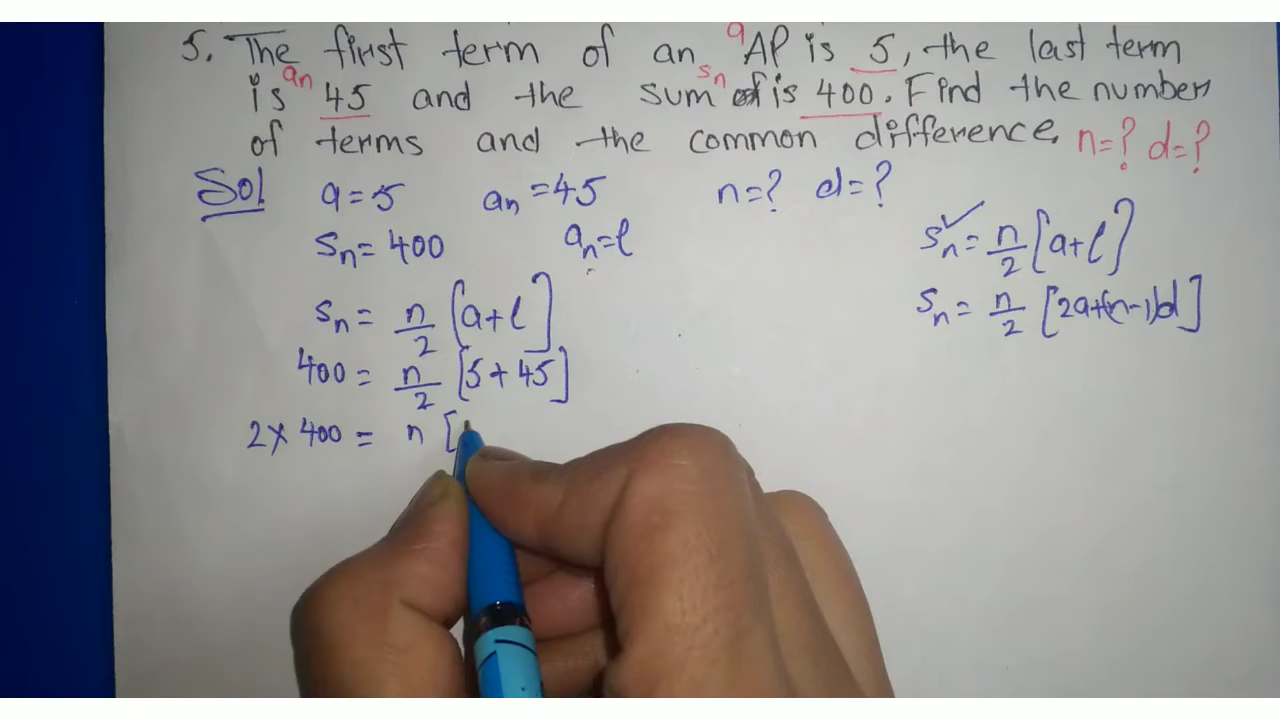 5. The first term of an AP is 5, the last term
a
is 45 and the sum is 400. Find the number
an
sn
of terms and the common difference. n=? d=?
Sol a=5 an=45 n=? d=?
Sn=400 an=l
Sn= n/2 [a+l]
Sn= n/2 [a+l]
Sn= n/2 [2a+(n-1)d]
400= n/2 [5+45]
2×400= n [